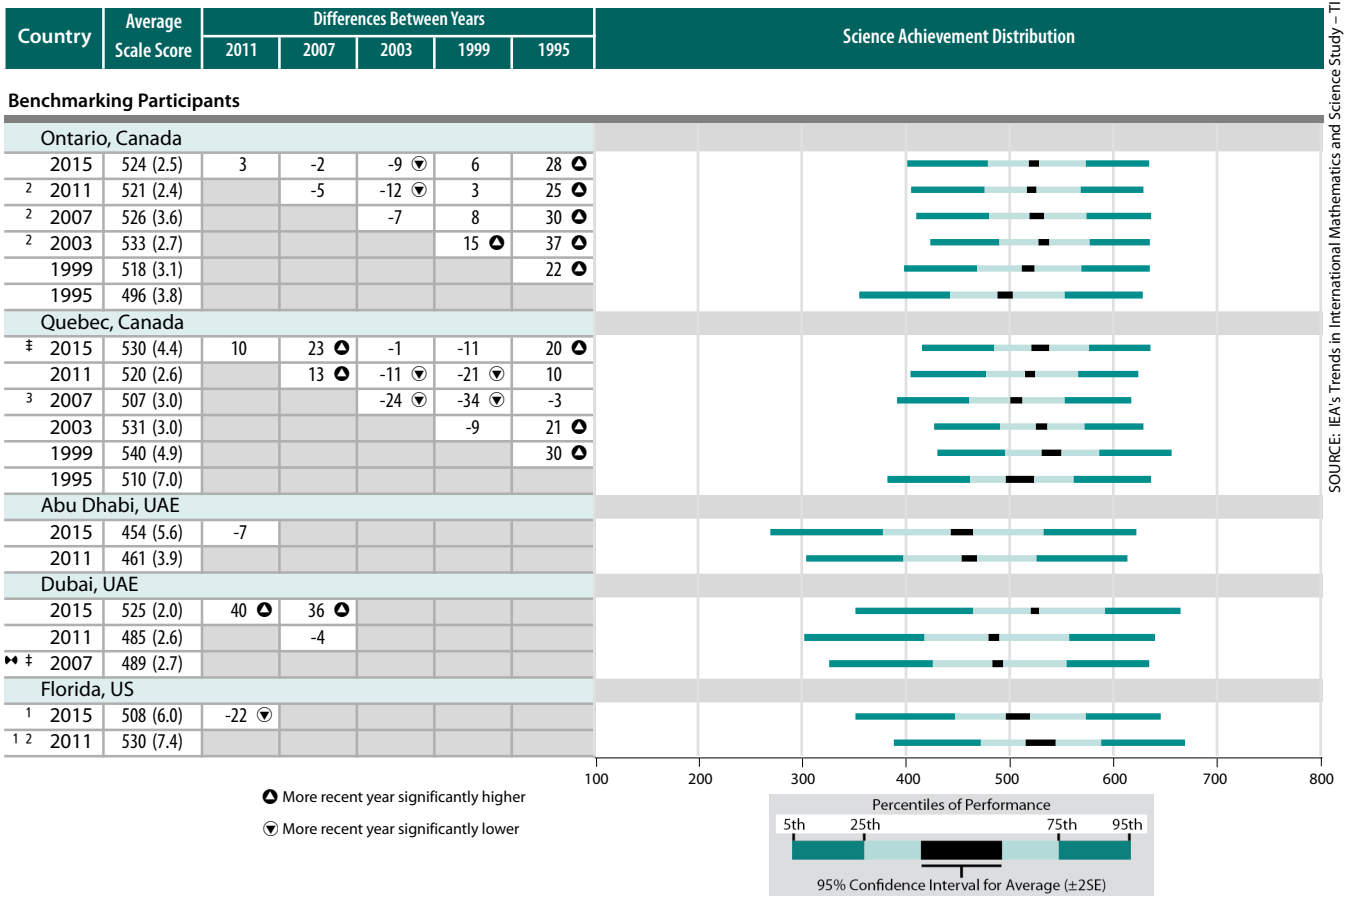 Country Average Scale Score Differences Between Years Science Achievement Distribution
2011 2007 2003 1999 1995
Benchmarking Participants
Ontario, Canada
2015 524 (2.5) 3 -2 -9 ▼ 6 28 ▲
2 2011 521 (2.4) -5 -12 ▼ 3 25 ▲
2 2007 526 (3.6) -7 8 30 ▲
2 2003 533 (2.7) 15 ▲ 37 ▲
1999 518 (3.1) 22 ▲
1995 496 (3.8)
Quebec, Canada
‡ 2015 530 (4.4) 10 23 ▲ -1 -11 20 ▲
2011 520 (2.6) 13 ▲ -11 ▼ -21 ▼ 10
3 2007 507 (3.0) -24 ▼ -34 ▼ -3
2003 531 (3.0) -9 21 ▲
1999 540 (4.9) 30 ▲
1995 510 (7.0)
Abu Dhabi, UAE
2015 454 (5.6) -7
2011 461 (3.9)
Dubai, UAE
2015 525 (2.0) 40 ▲ 36 ▲
2011 485 (2.6) -4
⋈ ‡ 2007 489 (2.7)
Florida, US
1 2015 508 (6.0) -22 ▼
1 2 2011 530 (7.4)
100 200 300 400 500 600 700 800
▲ More recent year significantly higher
▼ More recent year significantly lower
Percentiles of Performance
5th 25th 75th 95th
95% Confidence Interval for Average (±2SE)
SOURCE: IEA's Trends in International Mathematics and Science Study – TI